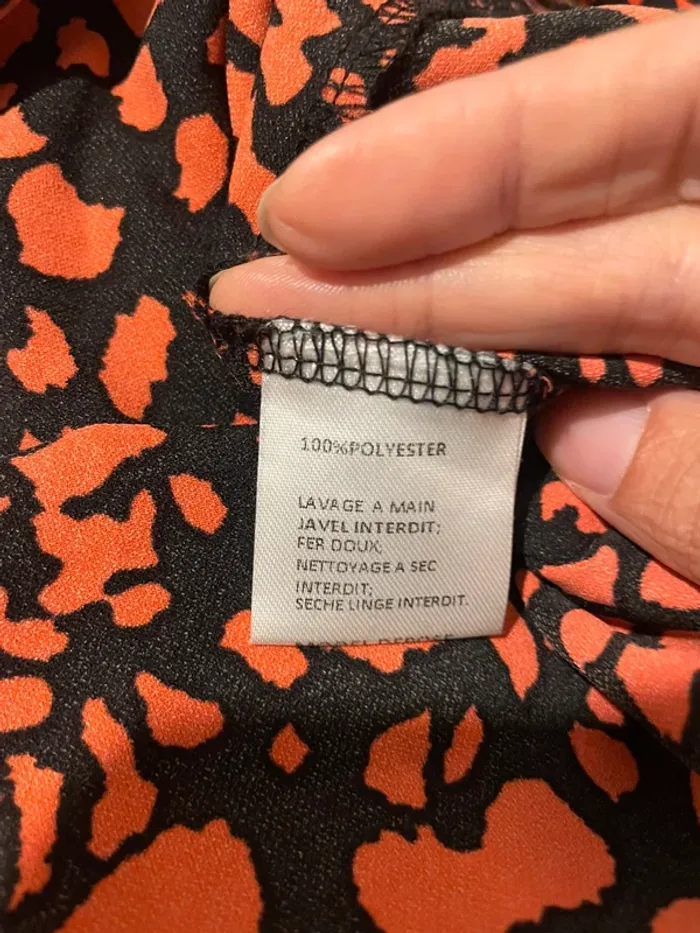 100%POLYESTER
LAVAGE A MAIN
JAVEL INTERDIT;
FER DOUX;
NETTOYAGE A SEC
INTERDIT;
SECHE LINGE INTERDIT.